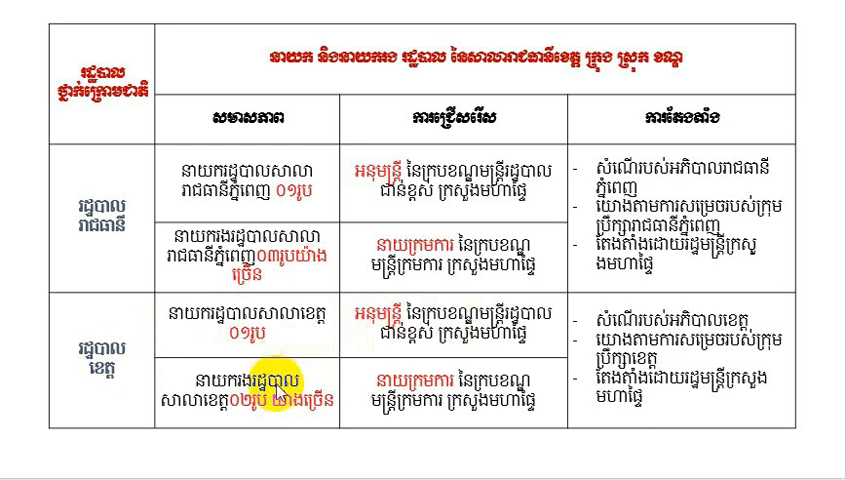 រដ្ឋបាល
ថ្នាក់ក្រោមជាតិ
នាយក និងនាយករង រដ្ឋបាល នៃសាលារាជធានីខេត្ត ក្រុង ស្រុក ខណ្ឌ
សមាសភាព
ការជ្រើសរើស
ការតែងតាំង
រដ្ឋបាល
រាជធានី
នាយករដ្ឋបាលសាលា
រាជធានីភ្នំពេញ ០១រូប
អនុមន្ត្រី នៃក្របខណ្ឌមន្ត្រីរដ្ឋបាល
ជាន់ខ្ពស់ ក្រសួងមហាផ្ទៃ
- សំណើរបស់អភិបាលរាជធានី
ភ្នំពេញ
- យោងតាមការសម្រេចរបស់ក្រុម
ប្រឹក្សារាជធានីភ្នំពេញ
- តែងតាំងដោយរដ្ឋមន្ត្រីក្រសួ
ងមហាផ្ទៃ
នាយករងរដ្ឋបាលសាលា
រាជធានីភ្នំពេញ០៣រូបយ៉ាង
ច្រើន
នាយក្រមការ នៃក្របខណ្ឌ
មន្ត្រីក្រមការ ក្រសួងមហាផ្ទៃ
រដ្ឋបាល
ខេត្ត
នាយករដ្ឋបាលសាលាខេត្ត
០១រូប
អនុមន្ត្រី នៃក្របខណ្ឌមន្ត្រីរដ្ឋបាល
ជាន់ខ្ពស់ ក្រសួងមហាផ្ទៃ
- សំណើរបស់អភិបាលខេត្ត
- យោងតាមការសម្រេចរបស់ក្រុម
ប្រឹក្សាខេត្ត
- តែងតាំងដោយរដ្ឋមន្ត្រីក្រសួង
មហាផ្ទៃ
នាយករងរដ្ឋបាល
សាលាខេត្ត០២រូប យ៉ាងច្រើន
នាយក្រមការ នៃក្របខណ្ឌ
មន្ត្រីក្រមការ ក្រសួងមហាផ្ទៃ